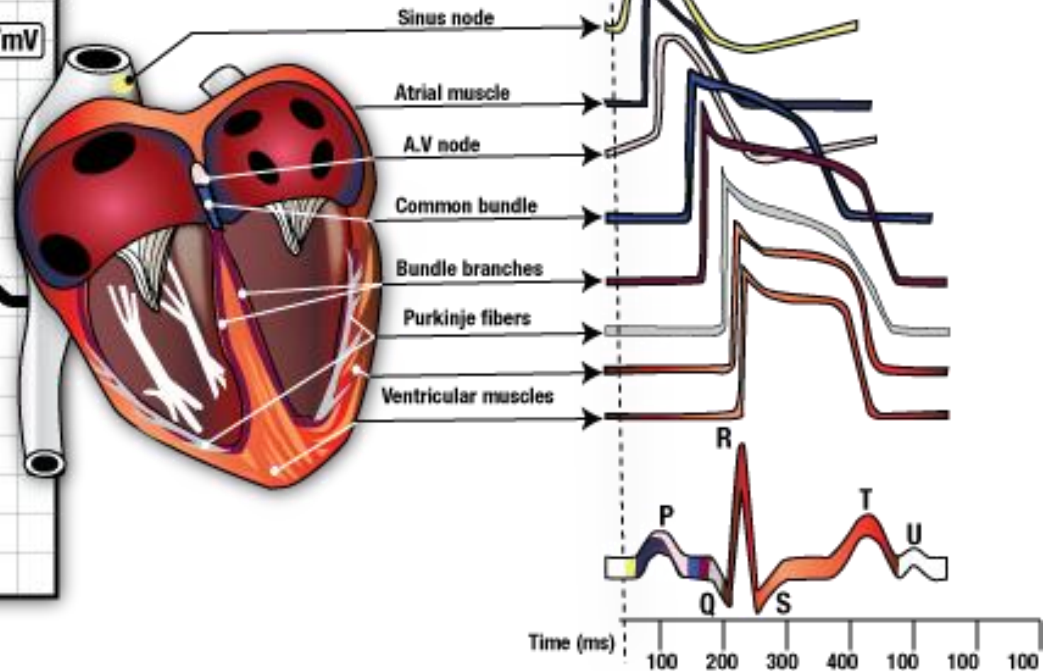 /mV
Sinus node
Atrial muscle
A.V node
Common bundle
Bundle branches
Purkinje fibers
Ventricular muscles
R
P
T
U
Q
S
Time (ms)
100 200 300 400 100 100 100